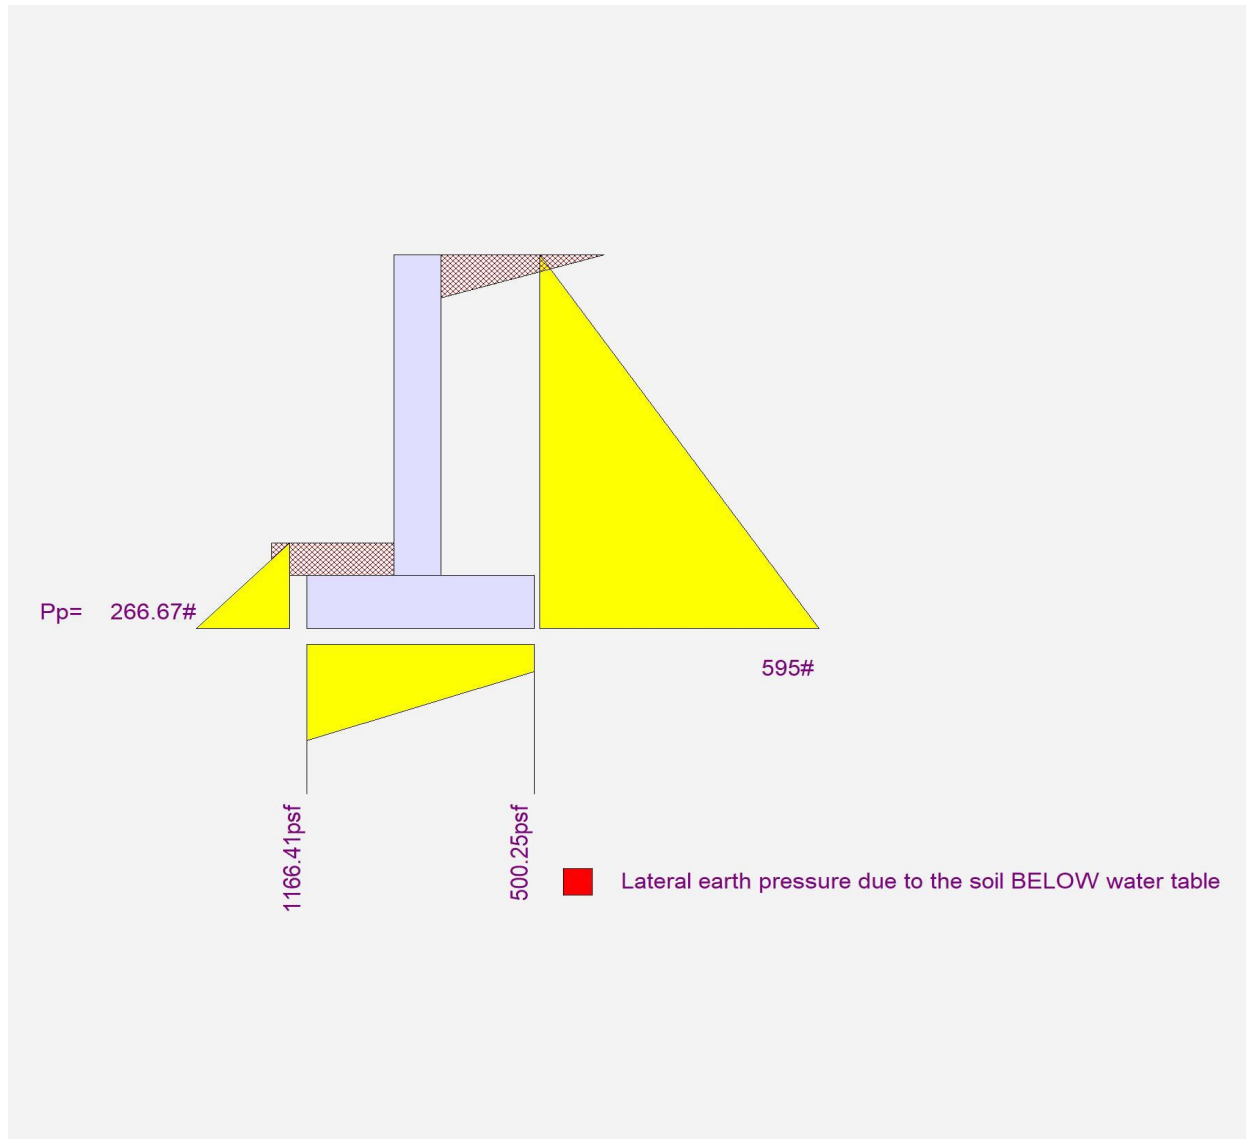 Pp= 266.67#
595#
1166.41psf
500.25psf
Lateral earth pressure due to the soil BELOW water table